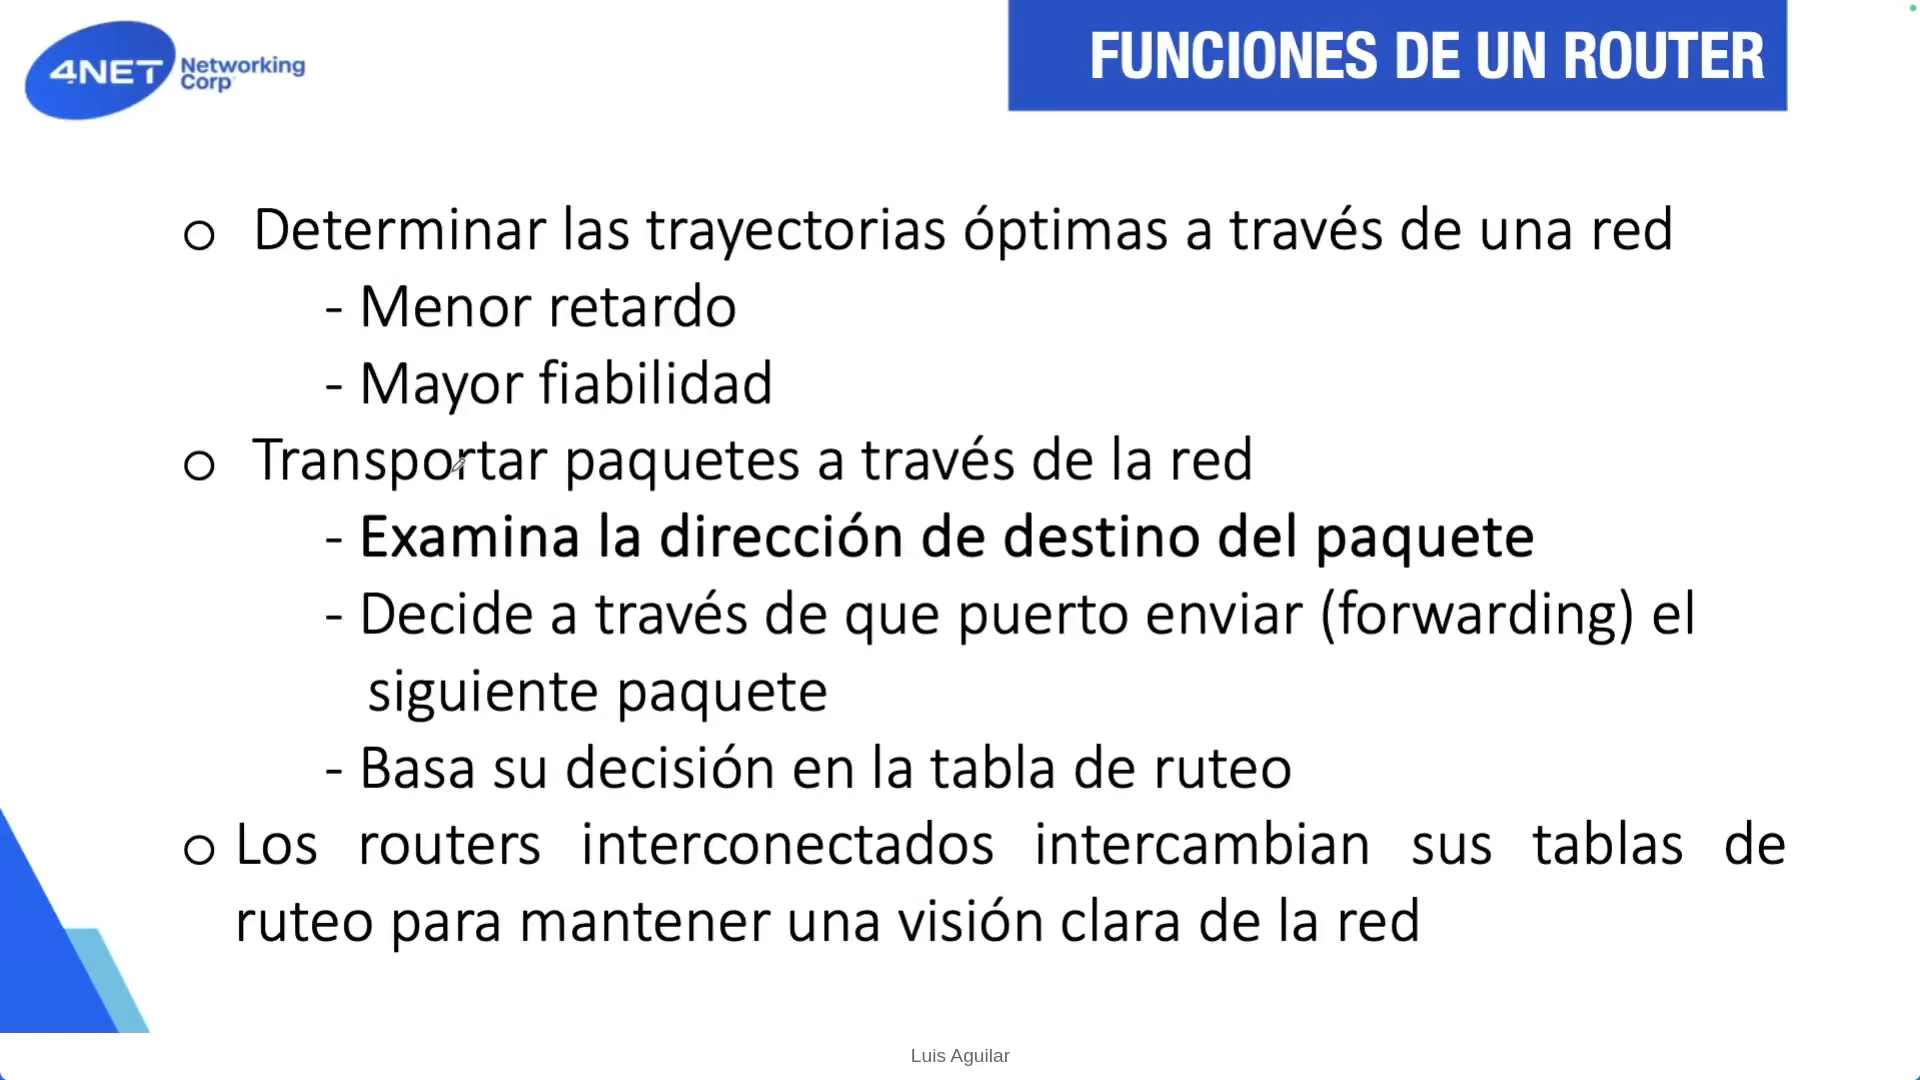 4NET Networking
Corp
FUNCIONES DE UN ROUTER
o Determinar las trayectorias óptimas a través de una red
- Menor retardo
- Mayor fiabilidad
o Transportar paquetes a través de la red
- Examina la dirección de destino del paquete
- Decide a través de que puerto enviar (forwarding) el
siguiente paquete
- Basa su decisión en la tabla de ruteo
o Los routers interconectados intercambian sus tablas de
ruteo para mantener una visión clara de la red
Luis Aguilar